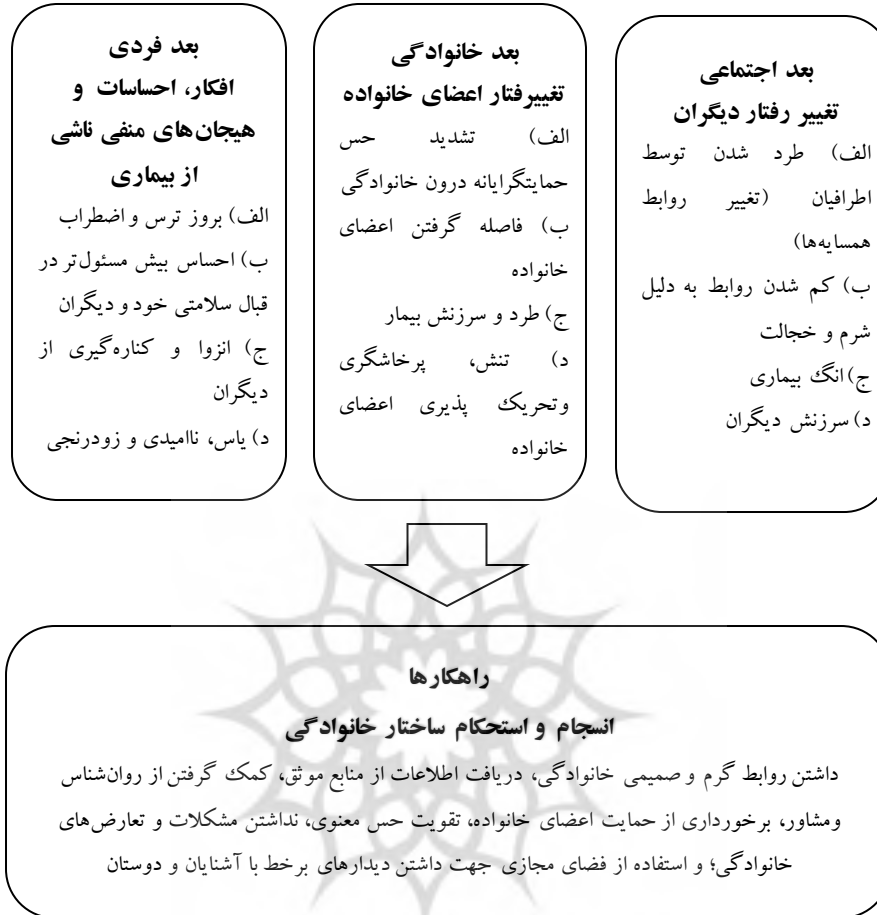 بعد اجتماعی
تغییر رفتار دیگران
الف) طرد شدن توسط
اطرافیان (تغییر روابط
همسایه‌ها)
ب) کم شدن روابط به دلیل
شرم و خجالت
ج)انگ بیماری
د)سرزنش دیگران
بعد خانوادگی
تغییررفتار اعضای خانواده
الف) تشدید حس
حمایتگرایانه درون خانوادگی
ب) فاصله گرفتن اعضای
خانواده
ج) طرد و سرزنش بیمار
د) تنش، پرخاشگری
وتحریک پذیری اعضای
خانواده
بعد فردی
افکار، احساسات و
هیجان‌های منفی ناشی
از بیماری
الف) بروز ترس و اضطراب
ب) احساس بیش مسئول‌تر در
قبال سلامتی خود و دیگران
ج) انزوا و کناره‌گیری از
دیگران
د) یاس، ناامیدی و زودرنجی
راهکارها
انسجام و استحکام ساختار خانوادگی
داشتن روابط گرم و صمیمی خانوادگی، دریافت اطلاعات از منابع موثق، کمک گرفتن از روان‌شناس
ومشاور، برخورداری از حمایت اعضای خانواده، تقویت حس معنوی، نداشتن مشکلات و تعارض‌های
خانوادگی؛ و استفاده از فضای مجازی جهت داشتن دیدارهای برخط با آشنایان و دوستان